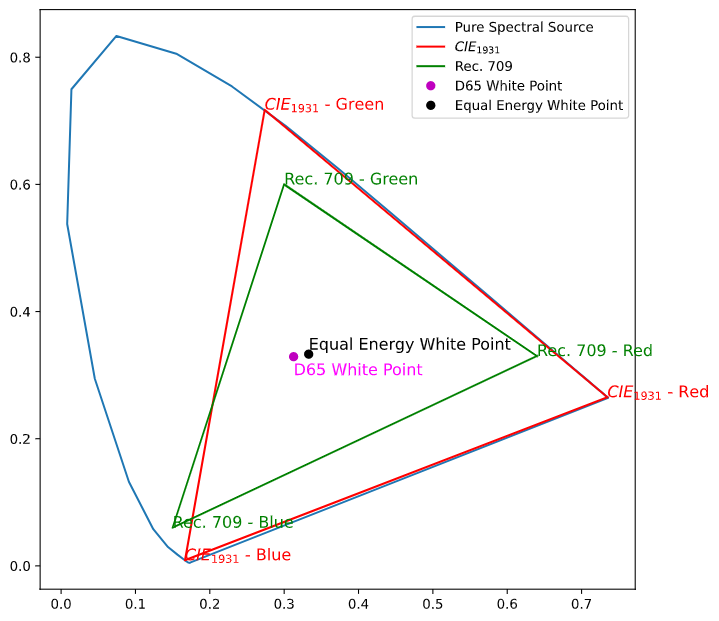 Pure Spectral Source
CIE1931
Rec. 709
D65 White Point
Equal Energy White Point
CIE1931 - Green
Rec. 709 - Green
Equal Energy White Point
Rec. 709 - Red
D65 White Point
CIE1931 - Red
Rec. 709 - Blue
CIE1931 - Blue
0.8
0.6
0.4
0.2
0.0
0.0 0.1 0.2 0.3 0.4 0.5 0.6 0.7